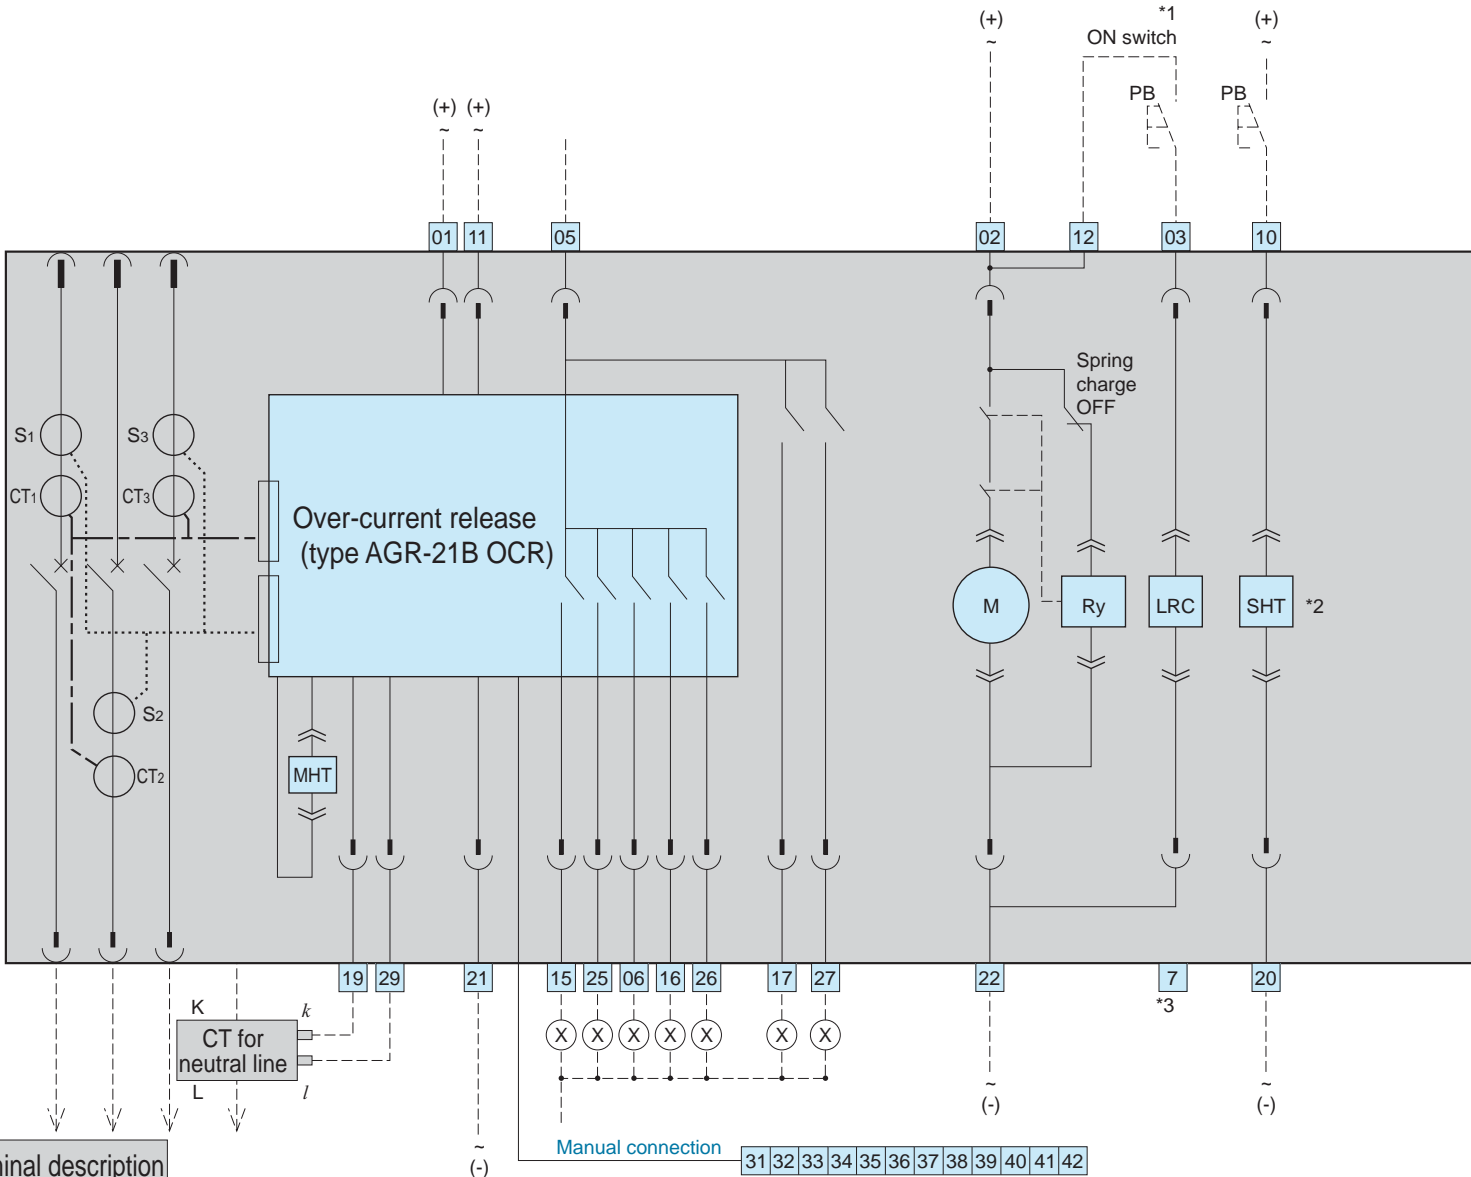 (+)
~
*1
ON switch
(+)
~
PB
PB
(+) (+)
~ ~
01 11 05 02 12 03 10
Spring
charge
OFF
S1 S3
CT1 CT3
Over-current release
(type AGR-21B OCR)
M Ry LRC SHT *2
S2
CT2
MHT
19 29 21 15 25 06 16 26 17 27 22 7 20
*3
K k
CT for
neutral line
L l
X X X X X X X
~
(-)
~
(-)
~
(-)
Manual connection
31 32 33 34 35 36 37 38 39 40 41 42
inal description